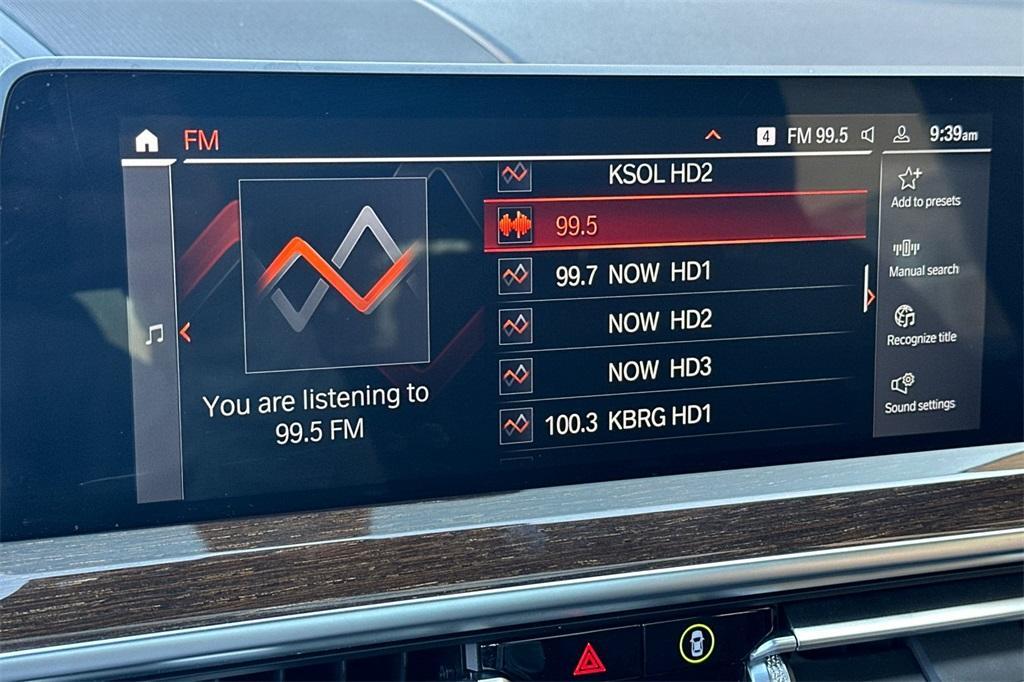 FM
4 FM 99.5
9:39am
You are listening to
99.5 FM
KSOL HD2
99.5
99.7 NOW HD1
NOW HD2
NOW HD3
100.3 KBRG HD1
Add to presets
Manual search
Recognize title
Sound settings